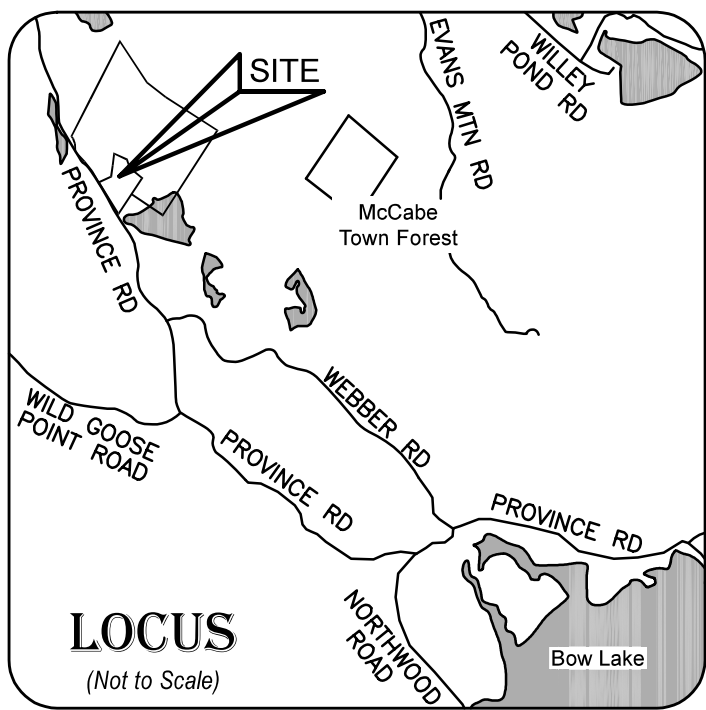 SITE
EVANS MTN RD
WILLEY
POND RD
PROVINCE RD
McCabe
Town Forest
WEBBER RD
WILD GOOSE
POINT ROAD
PROVINCE RD
PROVINCE RD
NORTHWOOD
ROAD
Bow Lake
LOCUS
(Not to Scale)